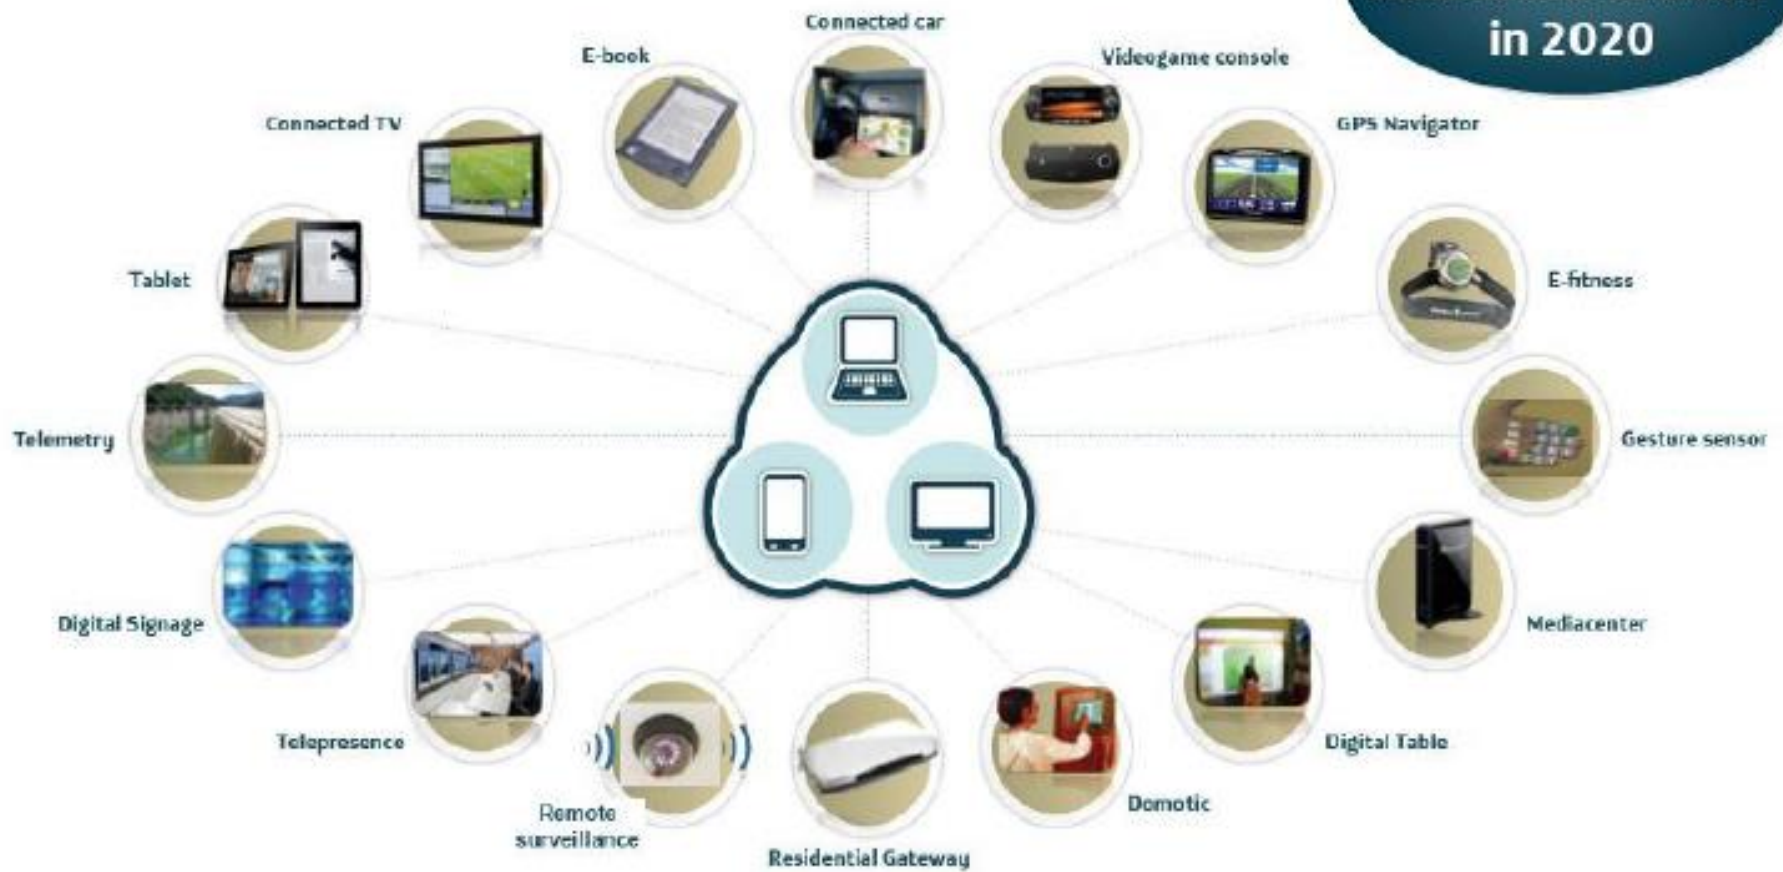 in 2020
Connected car
E-book
Videogame console
Connected TV
GPS Navigator
Tablet
E-fitness
Telemetry
Gesture sensor
Digital Signage
Mediacenter
Telepresence
Digital Table
Remote
surveillance
Domotic
Residential Gateway